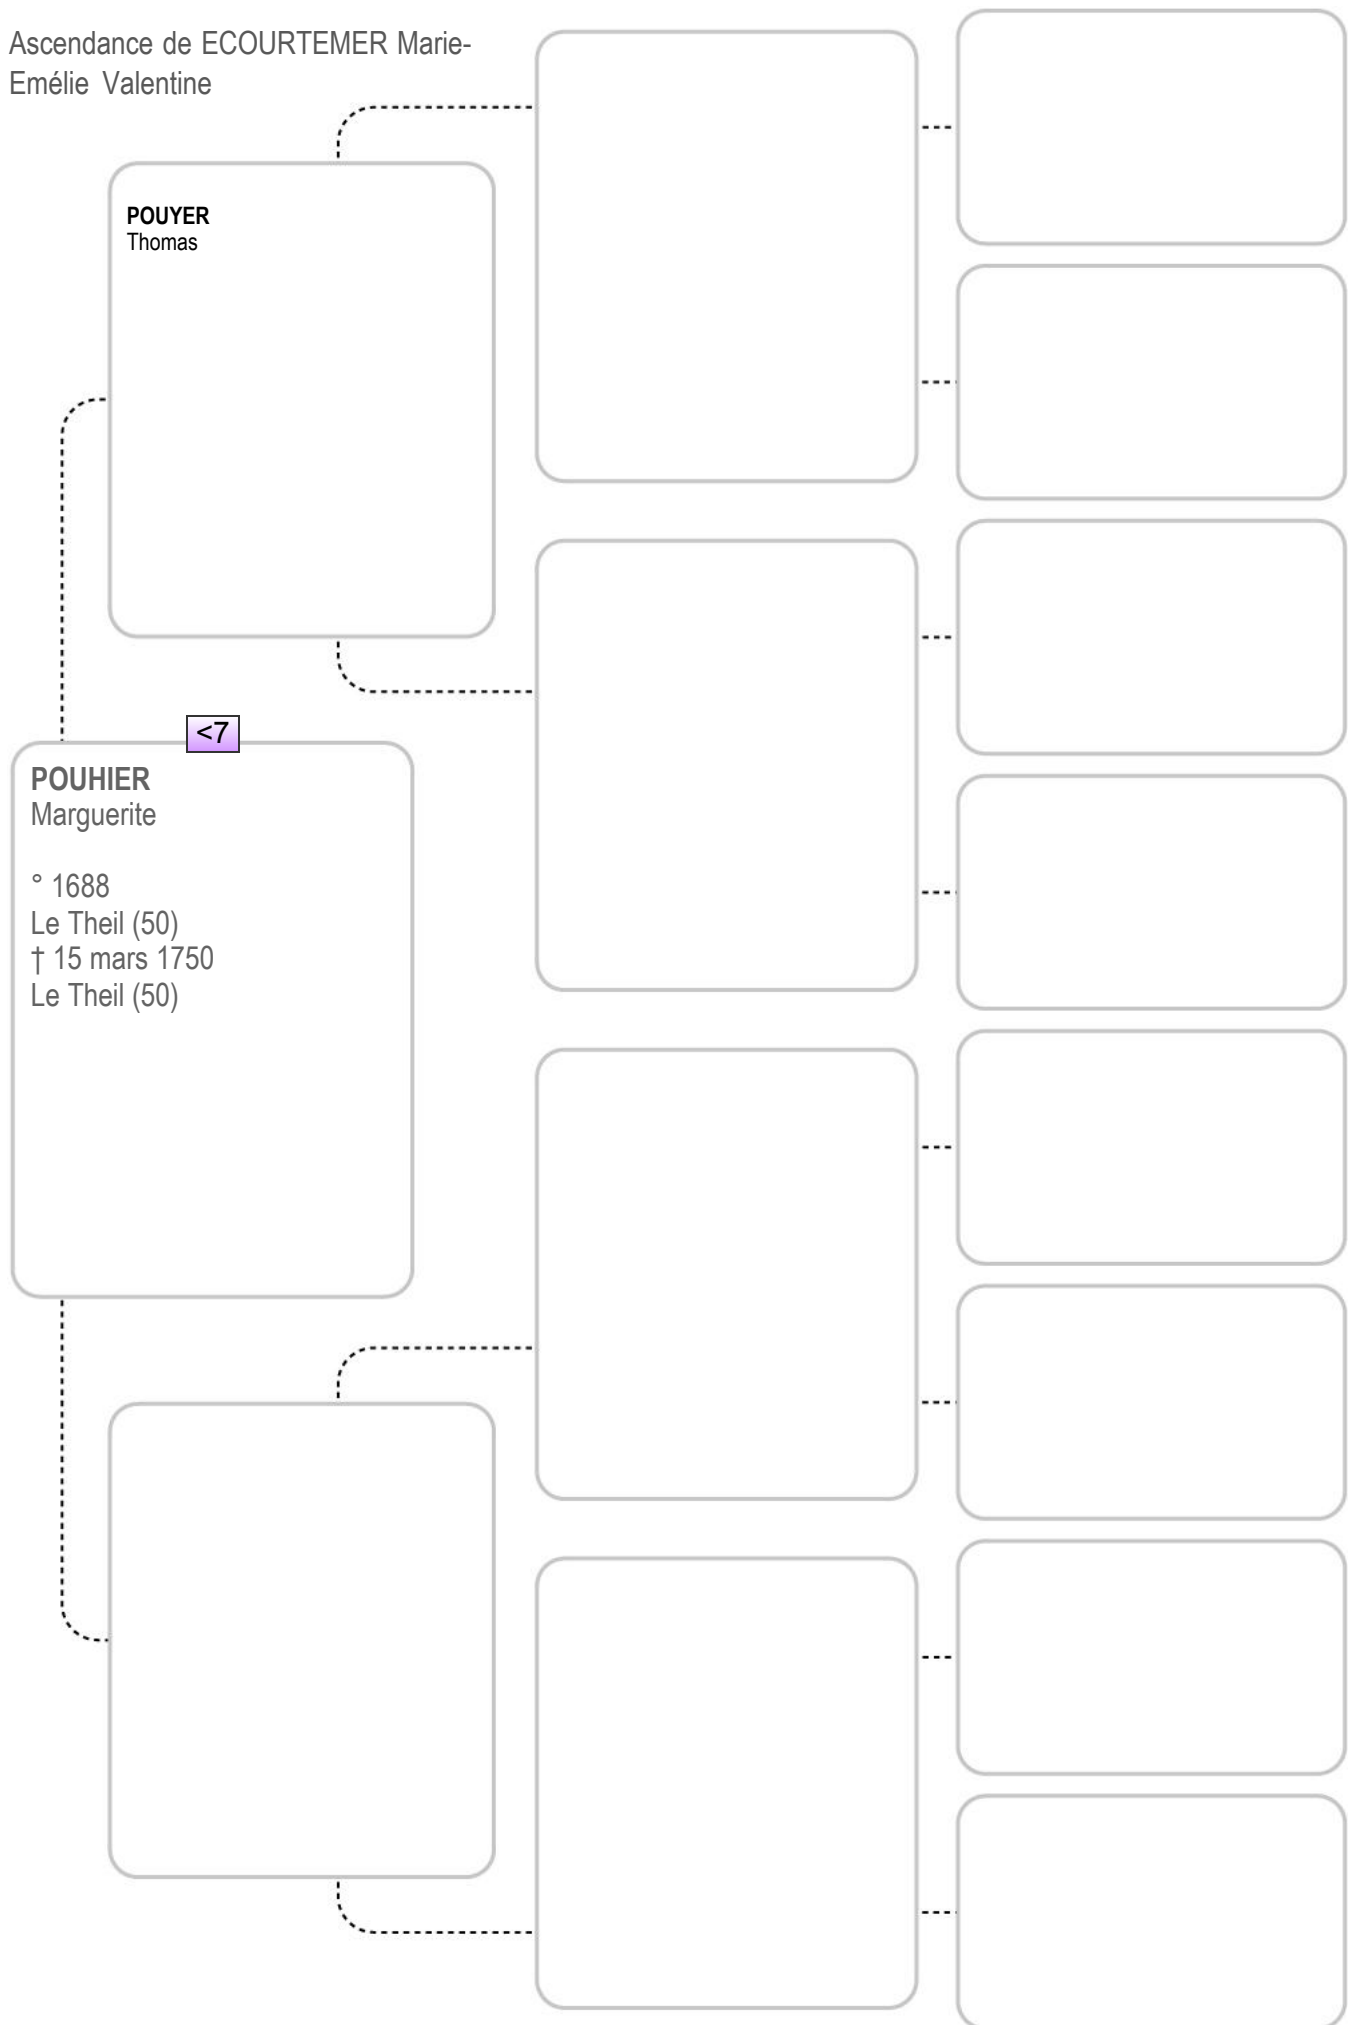 Ascendance de ECOURTEMER Marie-
Emélie Valentine
POUYER
Thomas
<7
POUHIER
Marguerite
° 1688
Le Theil (50)
† 15 mars 1750
Le Theil (50)